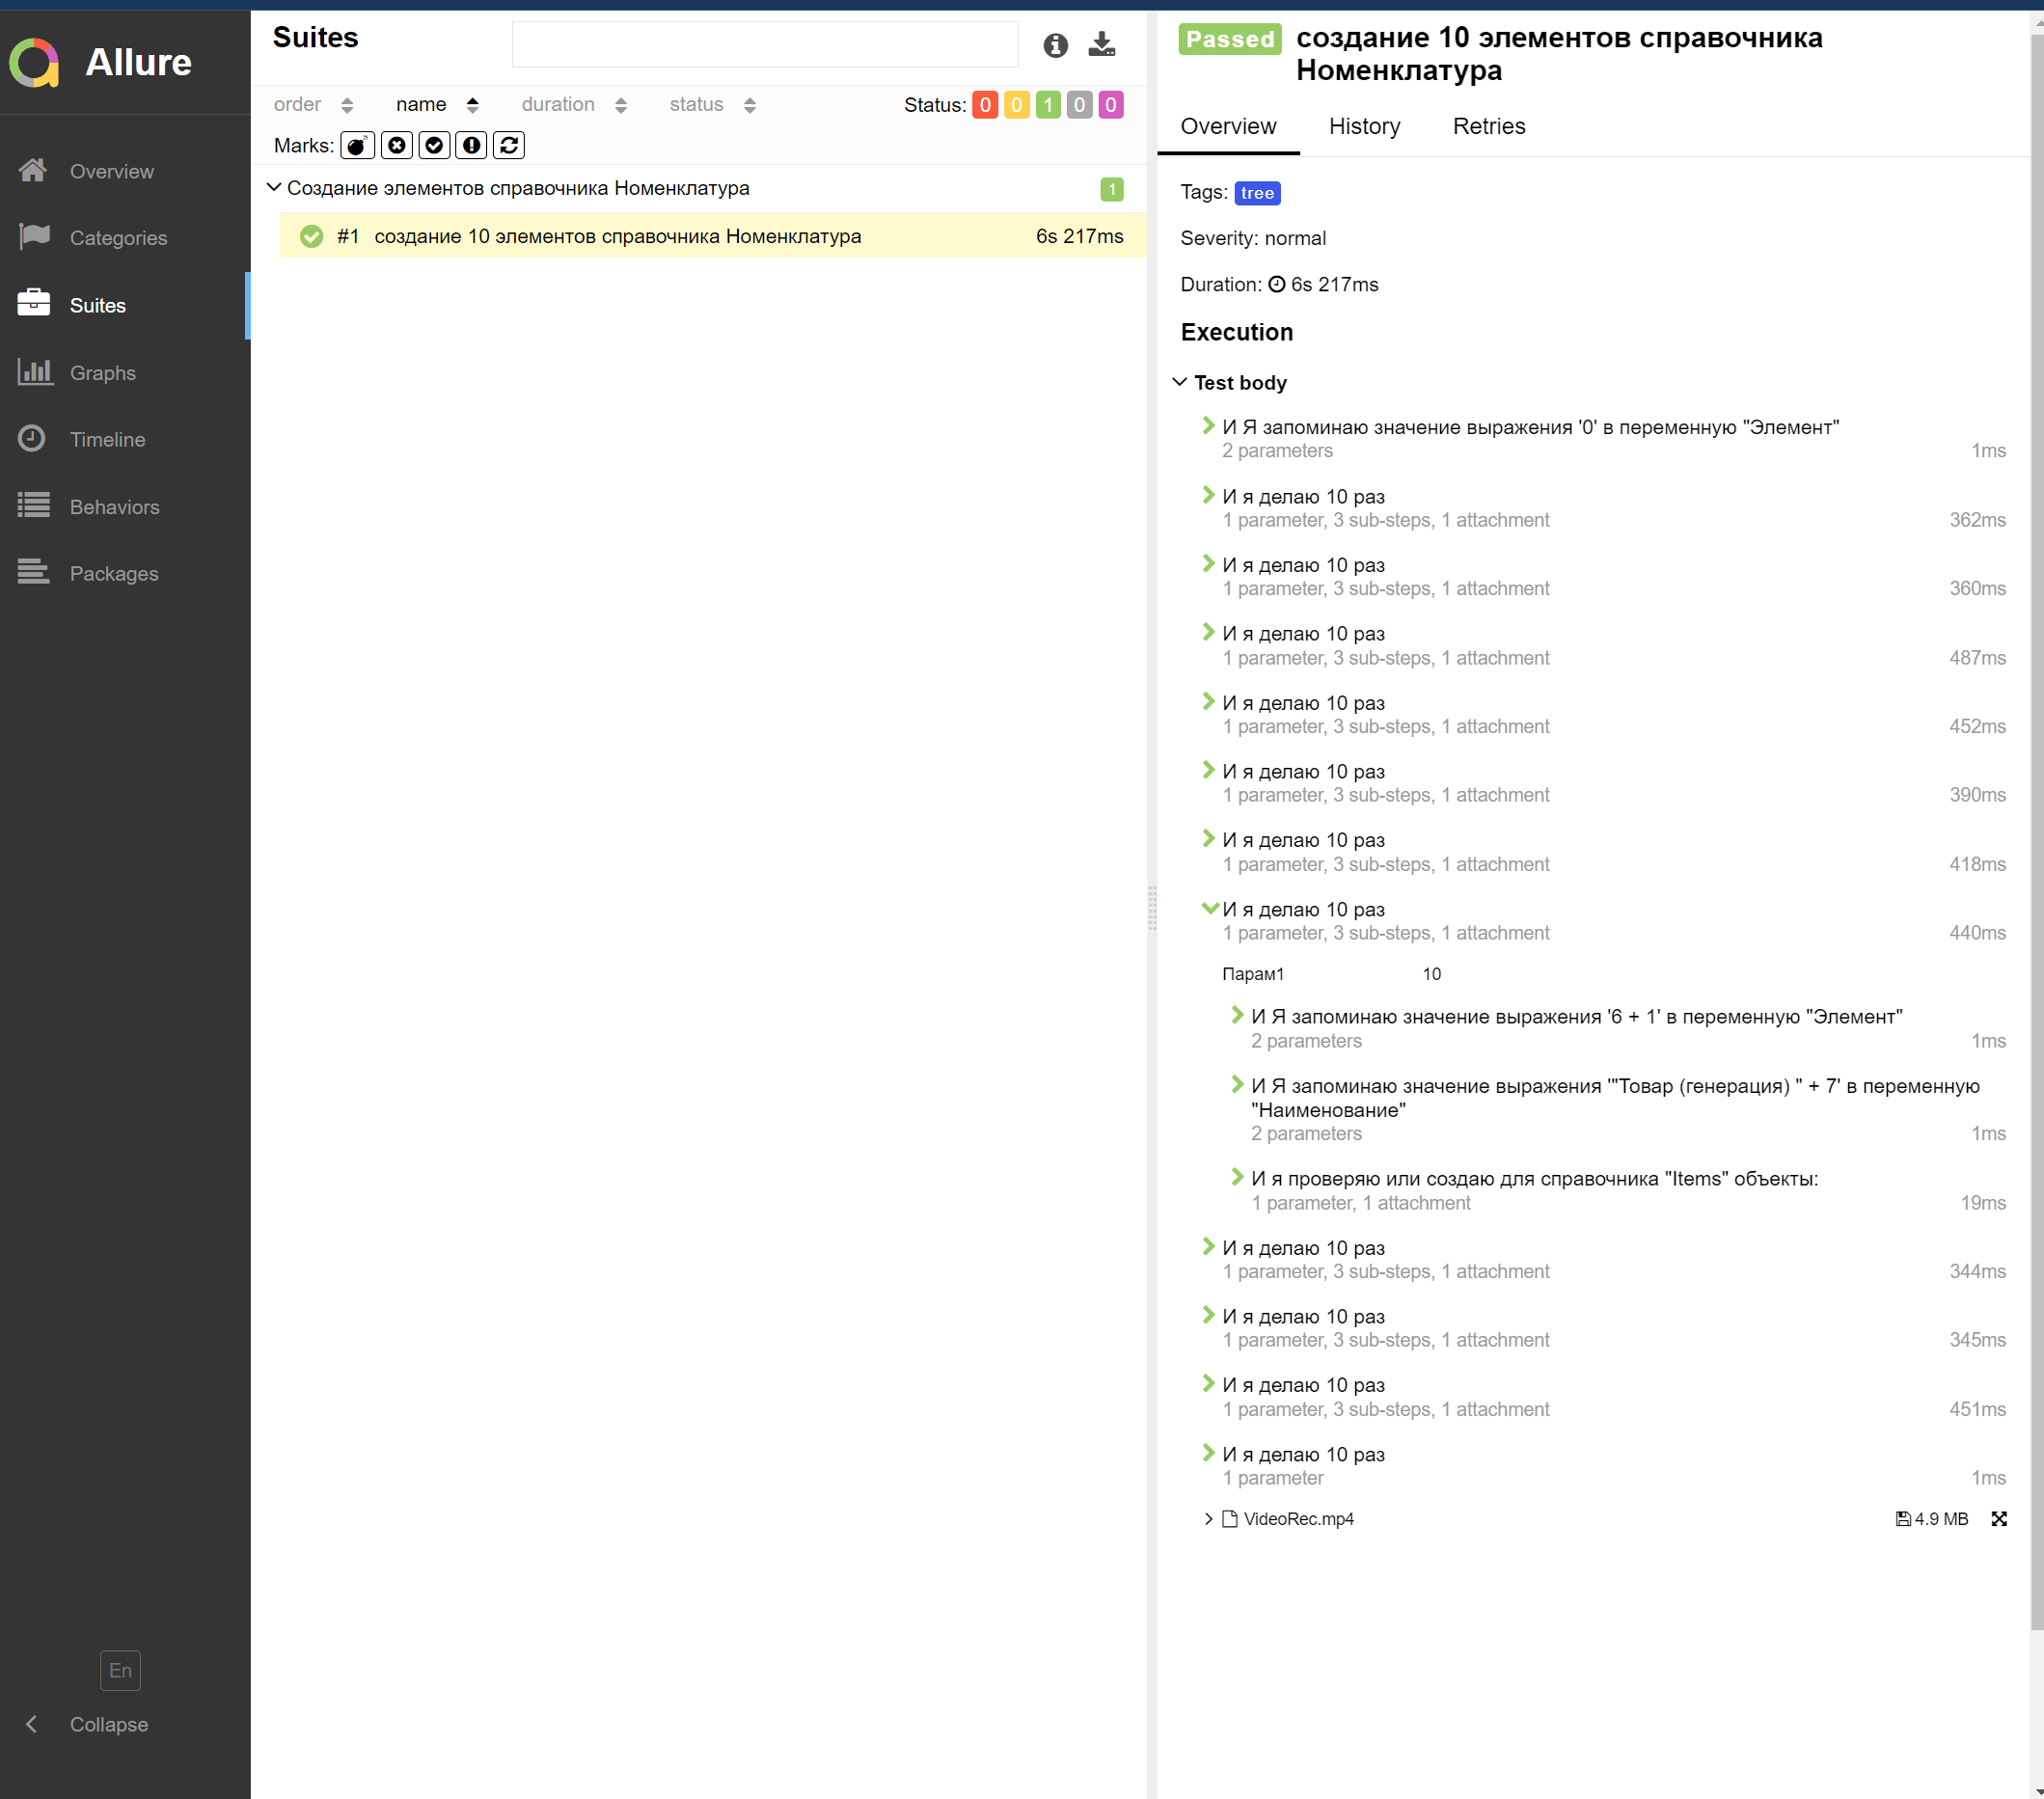 Allure
Overview
Categories
Suites
Graphs
Timeline
Behaviors
Packages
En
Collapse
Suites
order name duration status Status: 0 0 1 0 0
Marks:
Создание элементов справочника Номенклатура 1
#1 создание 10 элементов справочника Номенклатура 6s 217ms
Passed создание 10 элементов справочника
Номенклатура
Overview History Retries
Tags: tree
Severity: normal
Duration: 6s 217ms
Execution
Test body
И Я запоминаю значение выражения '0' в переменную "Элемент"
2 parameters 1ms
И я делаю 10 раз
1 parameter, 3 sub-steps, 1 attachment 362ms
И я делаю 10 раз
1 parameter, 3 sub-steps, 1 attachment 360ms
И я делаю 10 раз
1 parameter, 3 sub-steps, 1 attachment 487ms
И я делаю 10 раз
1 parameter, 3 sub-steps, 1 attachment 452ms
И я делаю 10 раз
1 parameter, 3 sub-steps, 1 attachment 390ms
И я делаю 10 раз
1 parameter, 3 sub-steps, 1 attachment 418ms
И я делаю 10 раз
1 parameter, 3 sub-steps, 1 attachment 440ms
Парам1 10
И Я запоминаю значение выражения '6 + 1' в переменную "Элемент"
2 parameters 1ms
И Я запоминаю значение выражения '"Товар (генерация) " + 7' в переменную
"Наименование"
2 parameters 1ms
И я проверяю или создаю для справочника "Items" объекты:
1 parameter, 1 attachment 19ms
И я делаю 10 раз
1 parameter, 3 sub-steps, 1 attachment 344ms
И я делаю 10 раз
1 parameter, 3 sub-steps, 1 attachment 345ms
И я делаю 10 раз
1 parameter, 3 sub-steps, 1 attachment 451ms
И я делаю 10 раз
1 parameter 1ms
VideoRec.mp4 4.9 MB